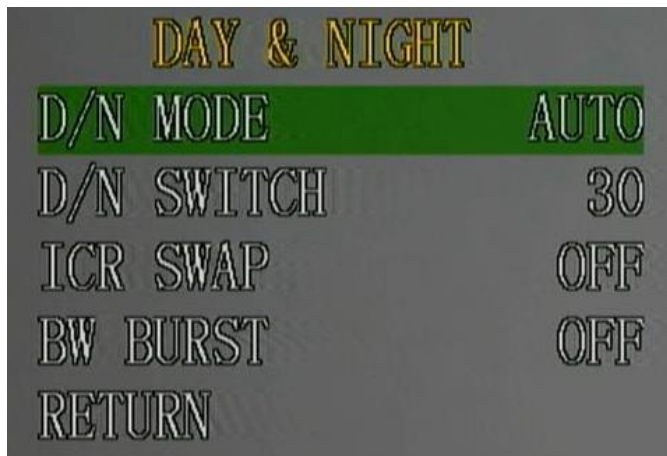 DAY & NIGHT
D/N MODE AUTO
D/N SWITCH 30
ICR SWAP OFF
BW BURST OFF
RETURN